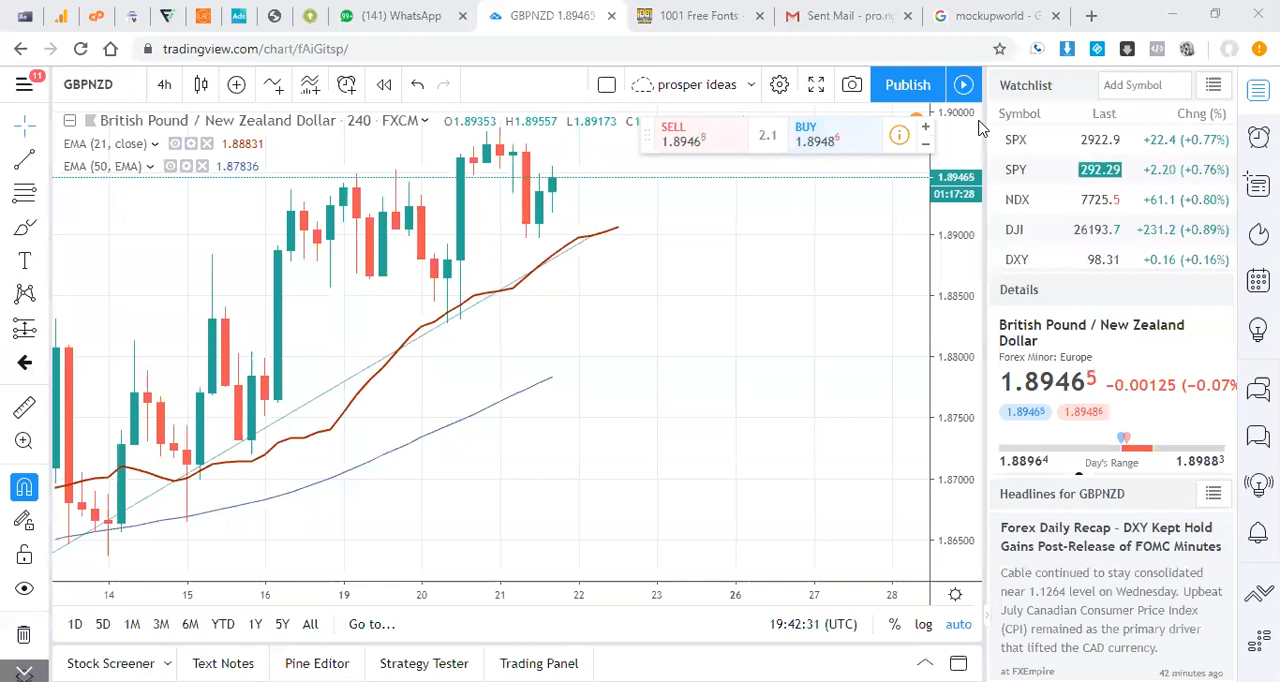 Ads
99+
(141) WhatsApp
GBPNZD 1.89465
1001 Free Fonts
Sent Mail - pro.n
mockupworld - G
tradingview.com/chart/fAiGitsp/
11
GBPNZD
4h
prosper ideas
Publish
British Pound / New Zealand Dollar · 240 · FXCM
O1.89353 H1.89557 L1.89173 C1
EMA (21, close) 1.88831
EMA (50, EMA) 1.87836
SELL
1.89465
2.1
BUY
1.89486
1.90000
1.89465
01:17:28
1.89000
1.88500
1.88000
1.87500
1.87000
1.86500
14 15 16 19 20 21 22 23 26 27 28
1D 5D 1M 3M 6M YTD 1Y 5Y All Go to... 19:42:31 (UTC) % log auto
Stock Screener Text Notes Pine Editor Strategy Tester Trading Panel
Watchlist
Add Symbol
Symbol Last Chg (%)
SPX 2922.9 +22.4 (+0.77%)
SPY 292.29 +2.20 (+0.76%)
NDX 7725.5 +61.1 (+0.80%)
DJI 26193.7 +231.2 (+0.89%)
DXY 98.31 +0.16 (+0.16%)
Details
British Pound / New Zealand
Dollar
Forex Minor: Europe
1.89465 -0.00125 (-0.07%
1.89465 1.89486
1.88964 Day's Range 1.89883
Headlines for GBPNZD
Forex Daily Recap - DXY Kept Hold
Gains Post-Release of FOMC Minutes
Cable continued to stay consolidated
near 1.1264 level on Wednesday. Upbeat
July Canadian Consumer Price Index
(CPI) remained as the primary driver
that lifted the CAD currency.
at FXEmpire 42 minutes ago